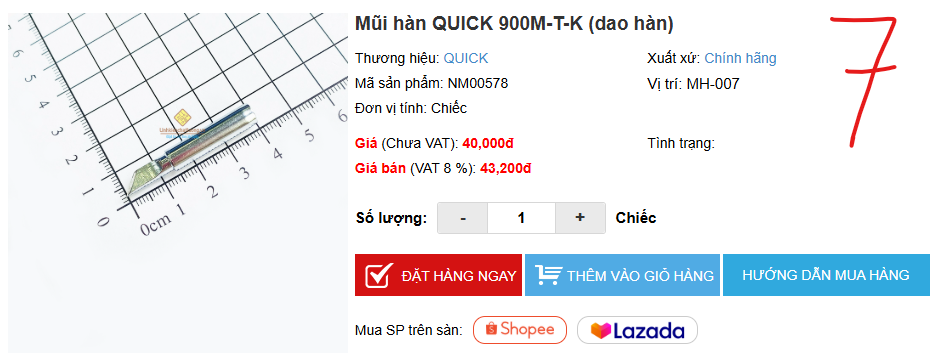 Mũi hàn QUICK 900M-T-K (dao hàn)
7
Thương hiệu: QUICK
Xuất xứ: Chính hãng
Mã sản phẩm: NM00578
Vị trí: MH-007
Đơn vị tính: Chiếc
Giá (Chưa VAT): 40,000đ
Tình trạng:
Giá bán (VAT 8 %): 43,200đ
Số lượng: - 1 + Chiếc
ĐẶT HÀNG NGAY
THÊM VÀO GIỎ HÀNG
HƯỚNG DẪN MUA HÀNG
Mua SP trên sàn: Shopee Lazada
0 1 2 3 4 5 6
0cm 1 2 3 4 5 6